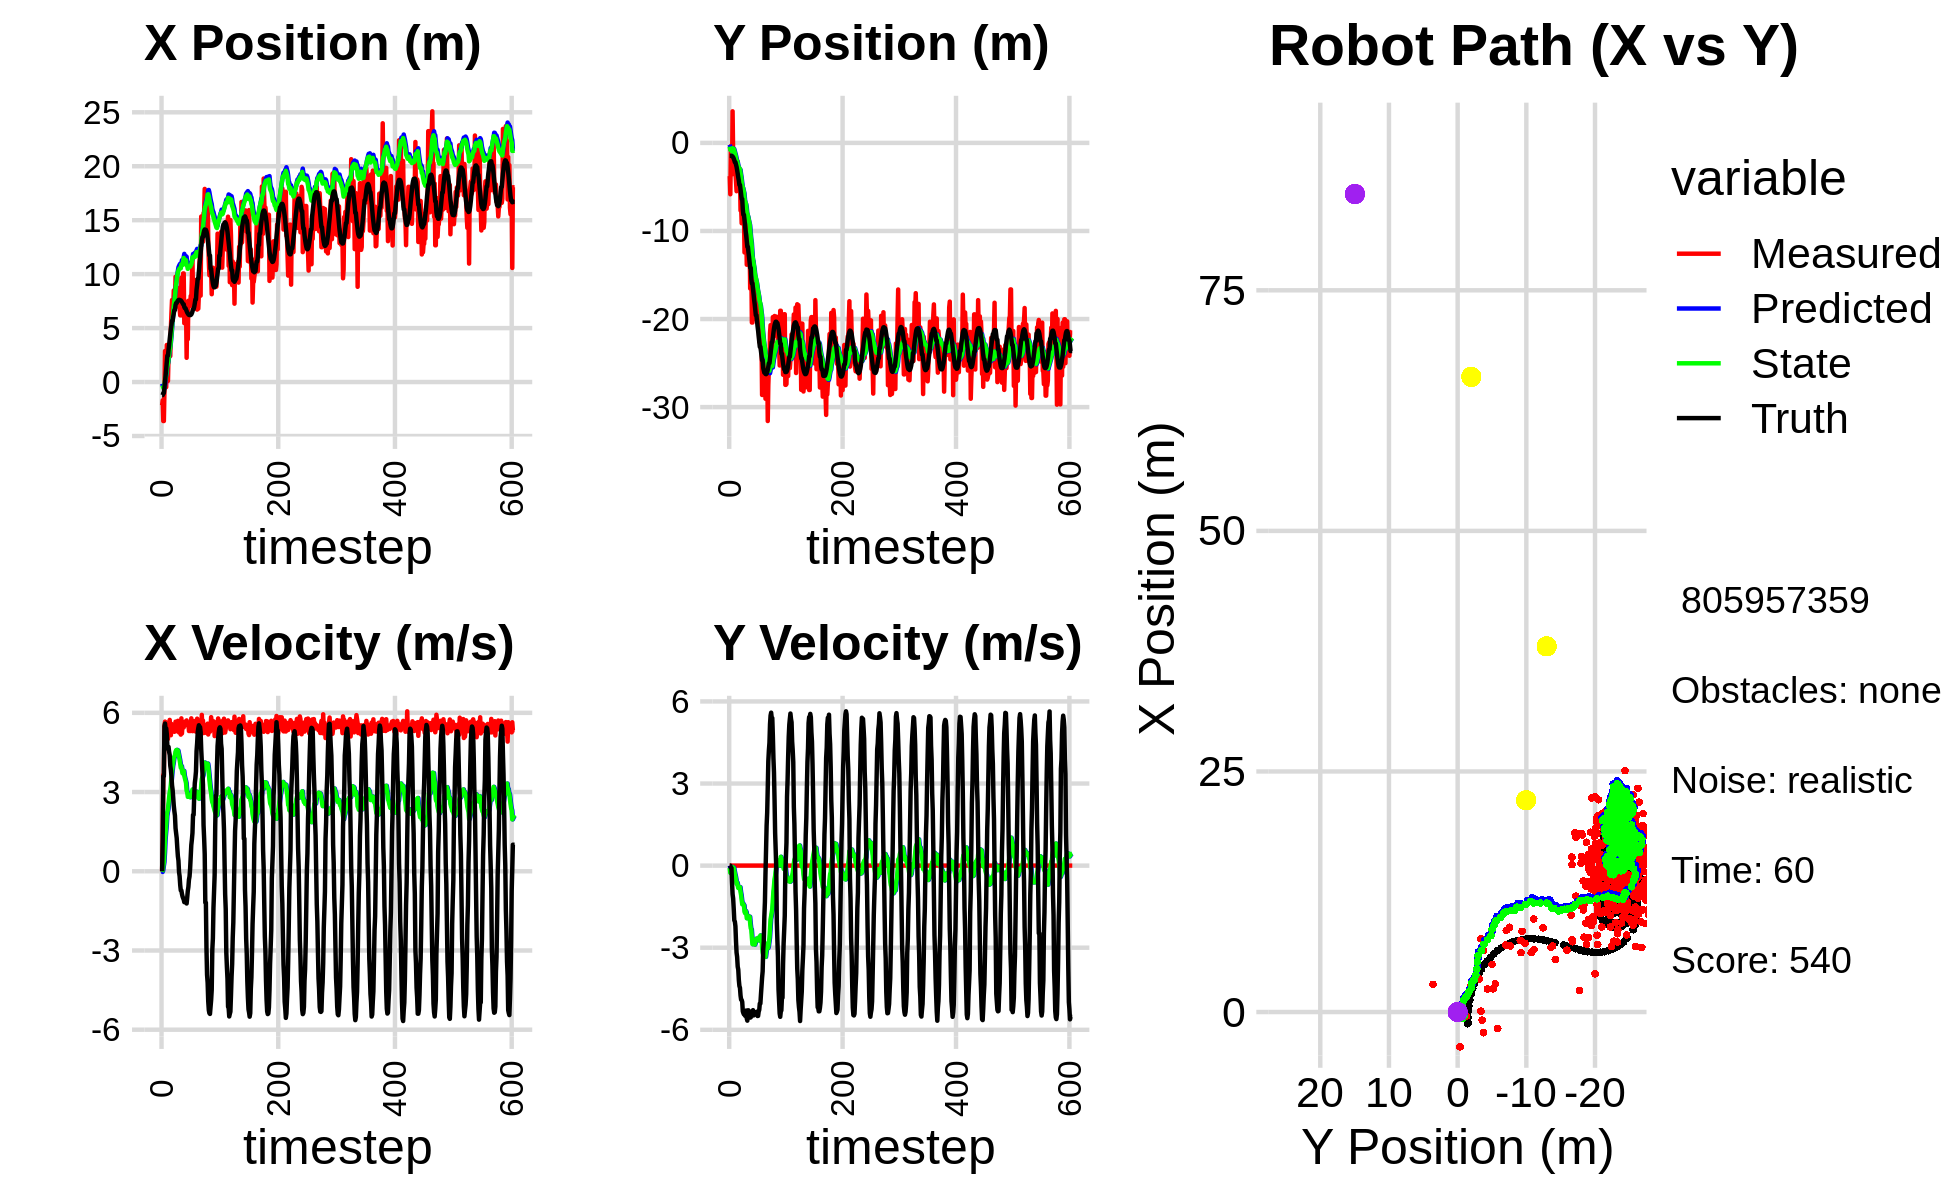 X Position (m)
25
20
15
10
5
0
-5
0
200
400
600
timestep
Y Position (m)
0
-10
-20
-30
0
200
400
600
timestep
X Velocity (m/s)
6
3
0
-3
-6
0
200
400
600
timestep
Y Velocity (m/s)
6
3
0
-3
-6
0
200
400
600
timestep
Robot Path (X vs Y)
X Position (m)
75
50
25
0
20
10
0
-10
-20
Y Position (m)
variable
Measured
Predicted
State
Truth
805957359
Obstacles: none
Noise: realistic
Time: 60
Score: 540